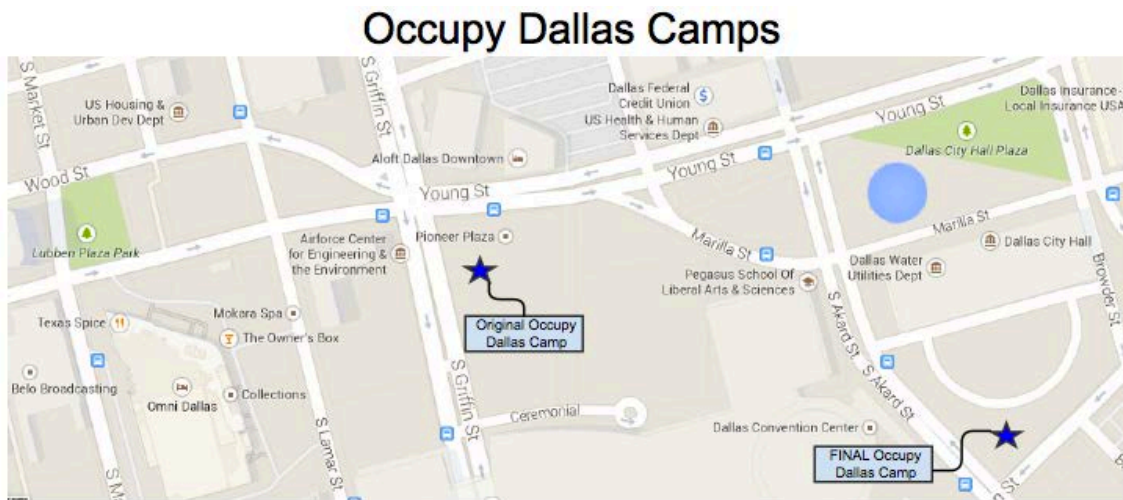 Occupy Dallas Camps
S Market St
S Griffin St
US Housing &
Urban Dev Dept
Dallas Federal
Credit Union
US Health & Human
Services Dept
Dallas Insurance-
Local Insurance USA
Young St
Dallas City Hall Plaza
Aloft Dallas Downtown
Wood St
Young St
Young St
Lubben Plaza Park
Airforce Center
for Engineering &
the Environment
Pioneer Plaza
Marilla St
Marilla St
Dallas City Hall
Dallas Water
Utilities Dept
Pegasus School Of
Liberal Arts & Sciences
Browder St
Mokara Spa
Texas Spice
The Owner's Box
Original Occupy
Dallas Camp
S Akard St
S Griffin St
Belo Broadcasting
Omni Dallas
Collections
S Lamar St
Ceremonial
S Akard St
Dallas Convention Center
FINAL Occupy
Dallas Camp
S Ma